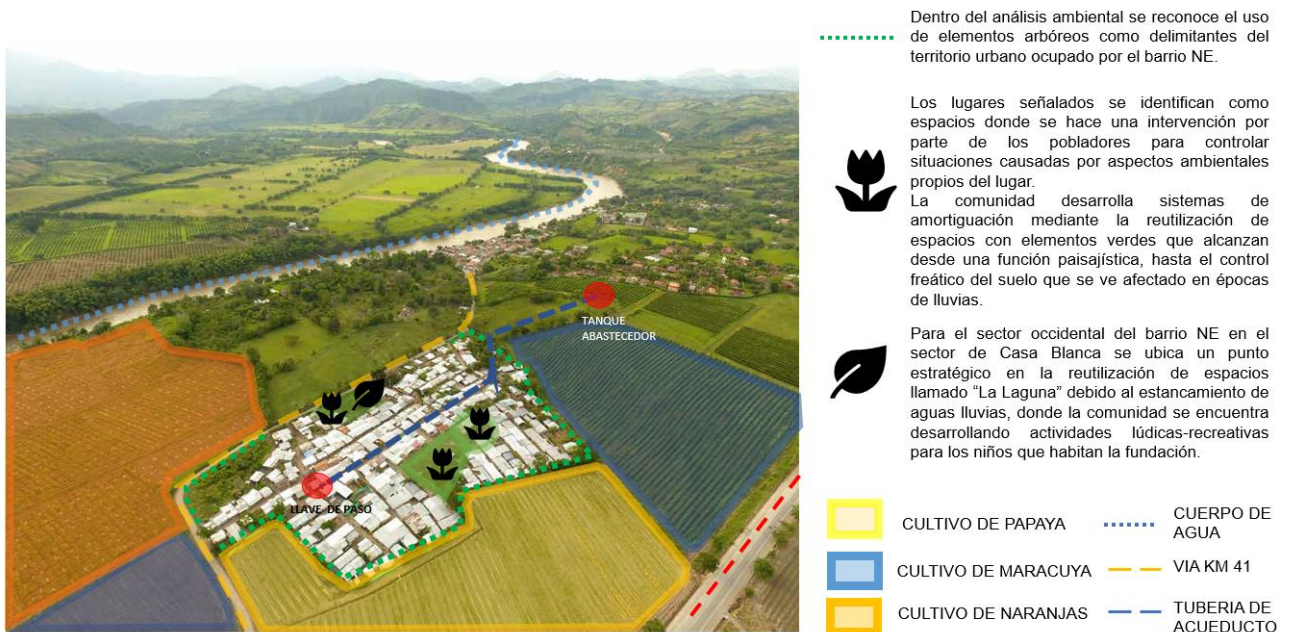 Dentro del análisis ambiental se reconoce el uso
de elementos arbóreos como delimitantes del
territorio urbano ocupado por el barrio NE.
Los lugares señalados se identifican como
espacios donde se hace una intervención por
parte de los pobladores para controlar
situaciones causadas por aspectos ambientales
propios del lugar.
La comunidad desarrolla sistemas de
amortiguación mediante la reutilización de
espacios con elementos verdes que alcanzan
desde una función paisajística, hasta el control
freático del suelo que se ve afectado en épocas
de lluvias.
Para el sector occidental del barrio NE en el
sector de Casa Blanca se ubica un punto
estratégico en la reutilización de espacios
llamado “La Laguna” debido al estancamiento de
aguas lluvias, donde la comunidad se encuentra
desarrollando actividades lúdicas-recreativas
para los niños que habitan la fundación.
TANQUE
ABASTECEDOR
LLAVE DE PASO
CULTIVO DE PAPAYA
CULTIVO DE MARACUYA
CULTIVO DE NARANJAS
CUERPO DE
AGUA
VIA KM 41
TUBERIA DE
ACUEDUCTO